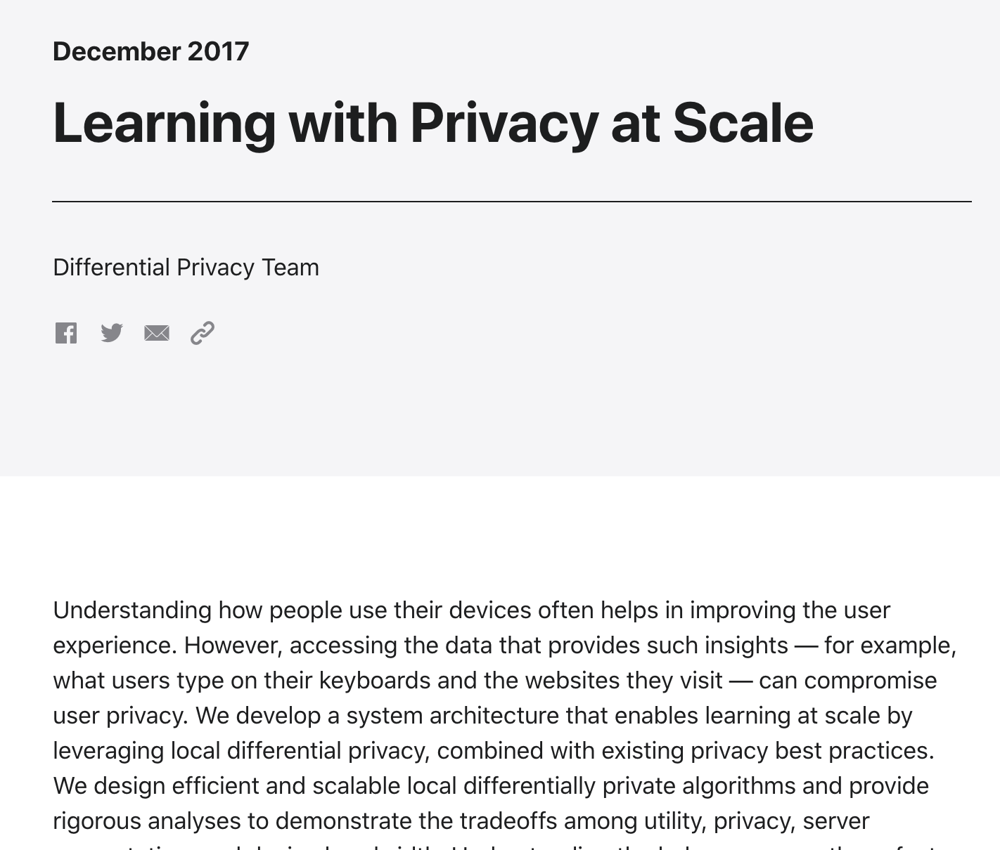 December 2017
Learning with Privacy at Scale
Differential Privacy Team
Understanding how people use their devices often helps in improving the user
experience. However, accessing the data that provides such insights — for example,
what users type on their keyboards and the websites they visit — can compromise
user privacy. We develop a system architecture that enables learning at scale by
leveraging local differential privacy, combined with existing privacy best practices.
We design efficient and scalable local differentially private algorithms and provide
rigorous analyses to demonstrate the tradeoffs among utility, privacy, server